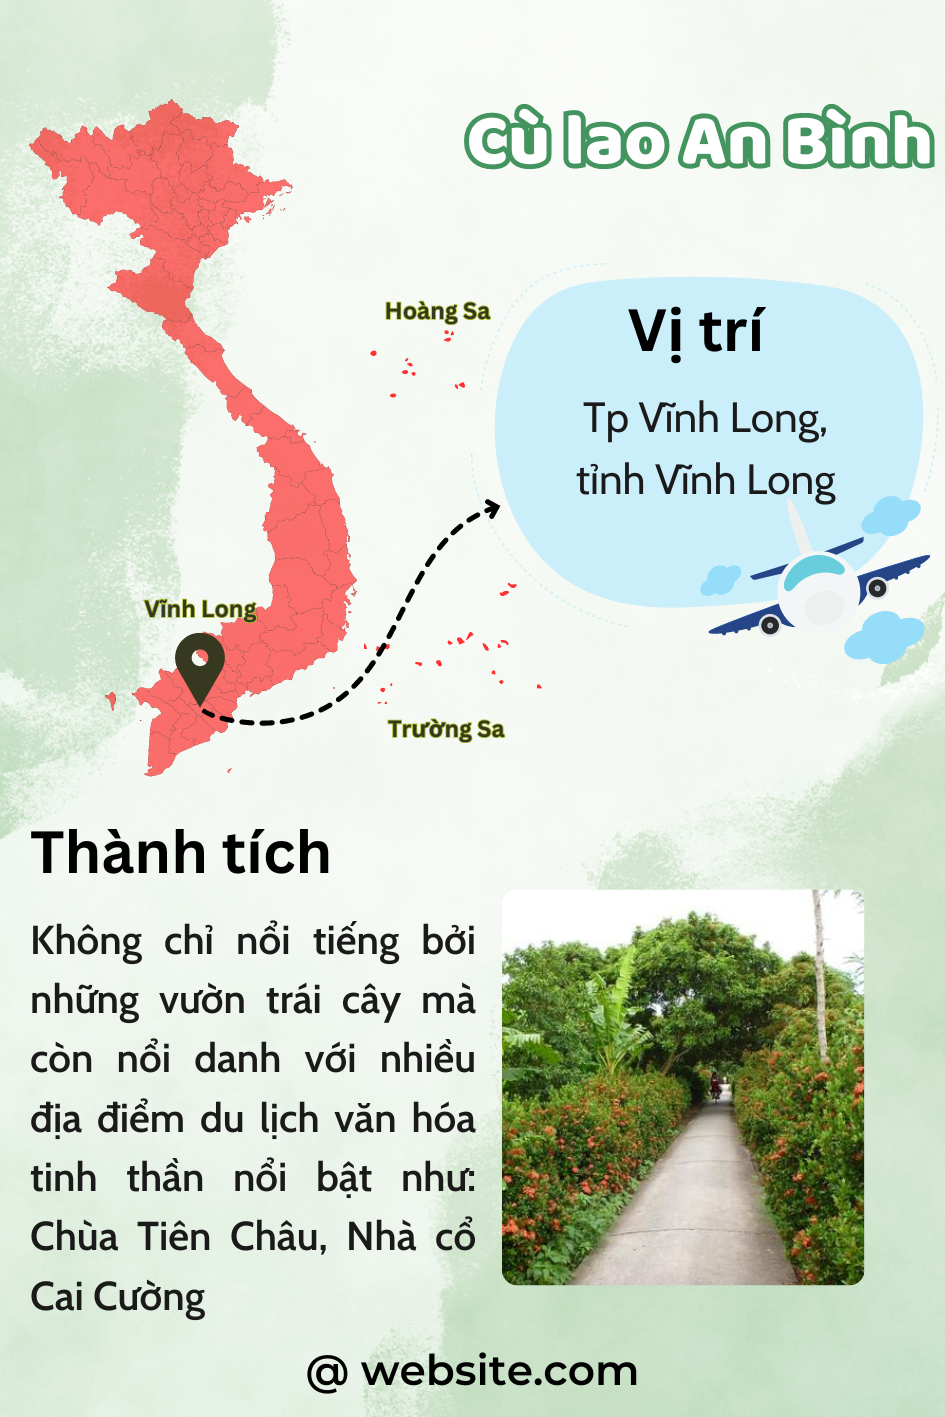 Cù lao An Bình
Hoàng Sa
Vị trí
Tp Vĩnh Long,
tỉnh Vĩnh Long
Vĩnh Long
Trường Sa
Thành tích
Không chỉ nổi tiếng bởi
những vườn trái cây mà
còn nổi danh với nhiều
địa điểm du lịch văn hóa
tinh thần nổi bật như:
Chùa Tiên Châu, Nhà cổ
Cai Cường
@ website.com